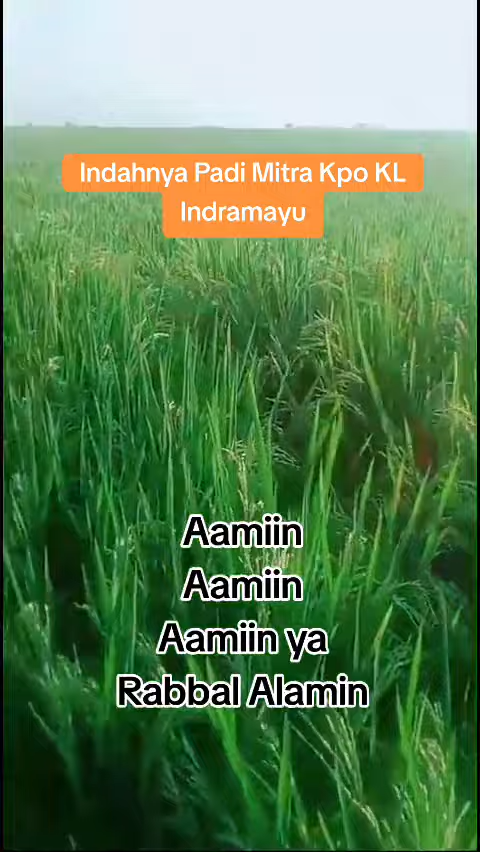 Indahnya Padi Mitra Kpo KL
Indramayu
Aamiin
Aamiin
Aamiin ya
Rabbal Alamin